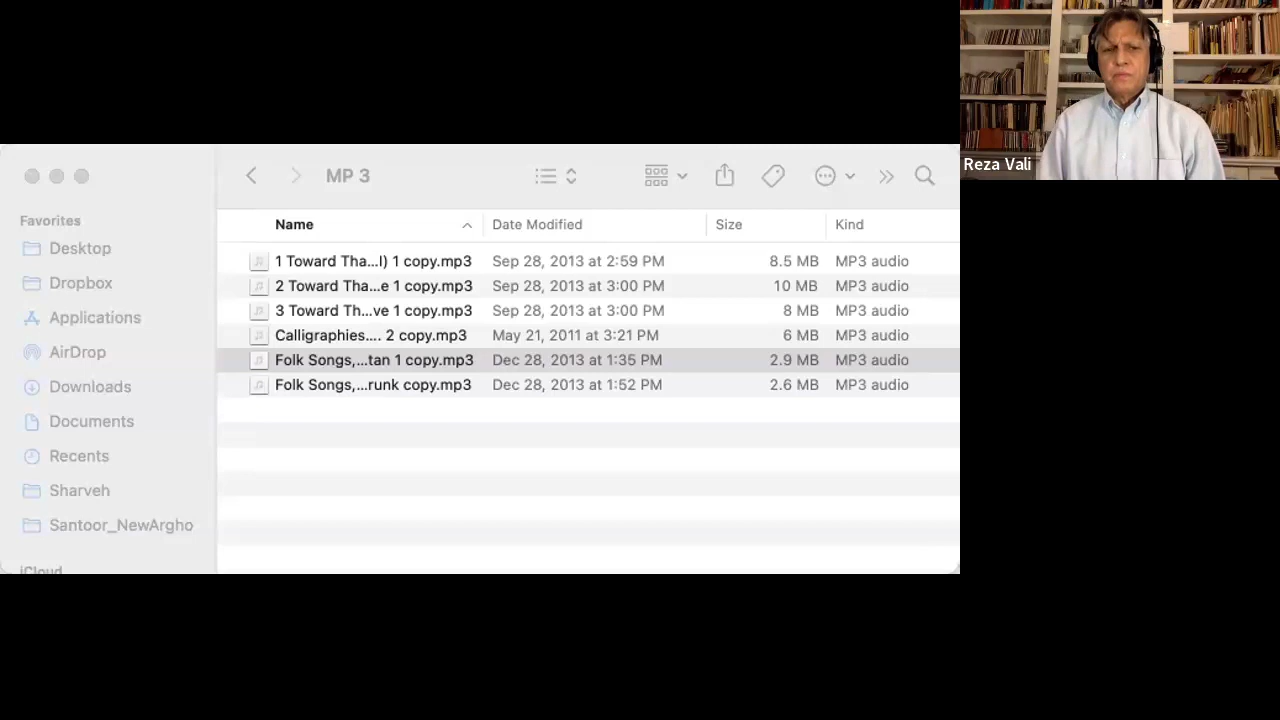 Reza Vali
MP 3
Favorites
Desktop
Dropbox
Applications
AirDrop
Downloads
Documents
Recents
Sharveh
Santoor_NewArgho
iCloud
Name Date Modified Size Kind
1 Toward Tha...l) 1 copy.mp3 Sep 28, 2013 at 2:59 PM 8.5 MB MP3 audio
2 Toward Tha...e 1 copy.mp3 Sep 28, 2013 at 3:00 PM 10 MB MP3 audio
3 Toward Th...ve 1 copy.mp3 Sep 28, 2013 at 3:00 PM 8 MB MP3 audio
Calligraphies.... 2 copy.mp3 May 21, 2011 at 3:21 PM 6 MB MP3 audio
Folk Songs,...tan 1 copy.mp3 Dec 28, 2013 at 1:35 PM 2.9 MB MP3 audio
Folk Songs,...runk copy.mp3 Dec 28, 2013 at 1:52 PM 2.6 MB MP3 audio